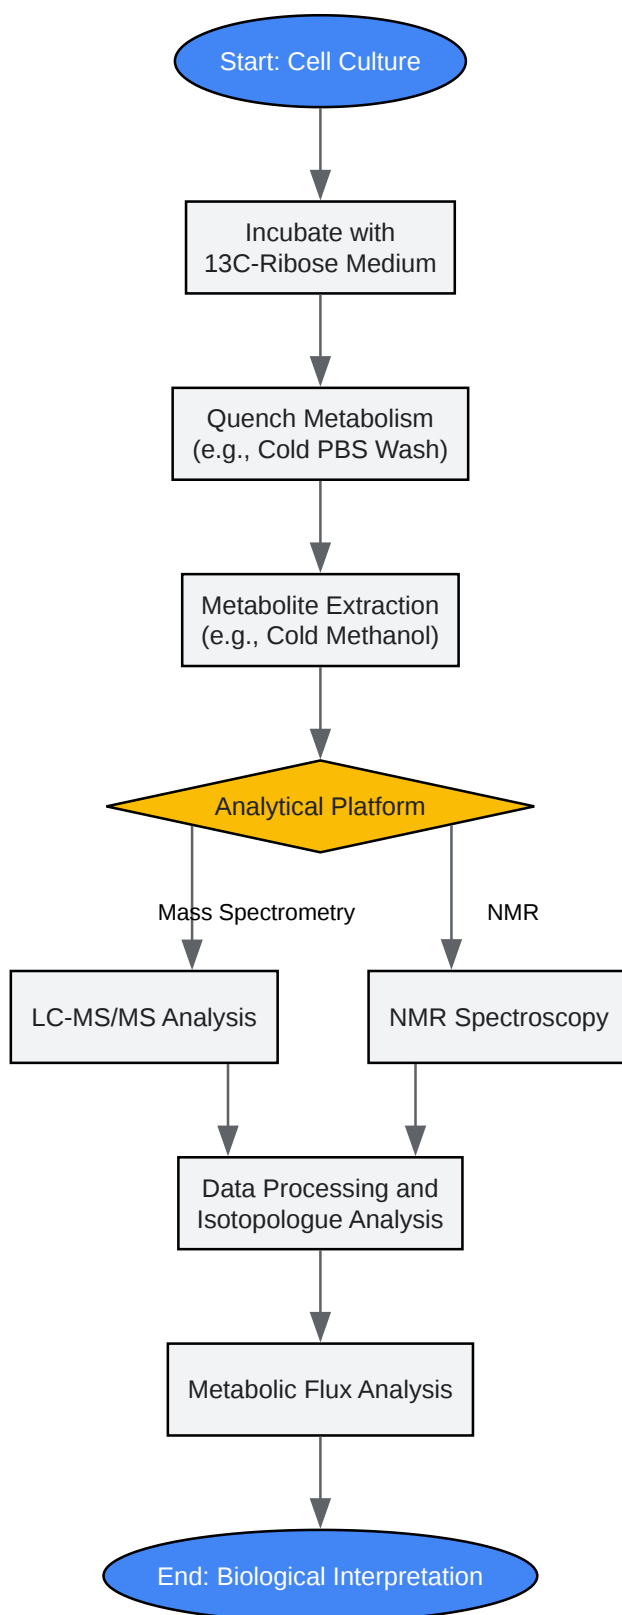 Start: Cell Culture
Incubate with
13C-Ribose Medium
Quench Metabolism
(e.g., Cold PBS Wash)
Metabolite Extraction
(e.g., Cold Methanol)
Analytical Platform
Mass Spectrometry
NMR
LC-MS/MS Analysis
NMR Spectroscopy
Data Processing and
Isotopologue Analysis
Metabolic Flux Analysis
End: Biological Interpretation